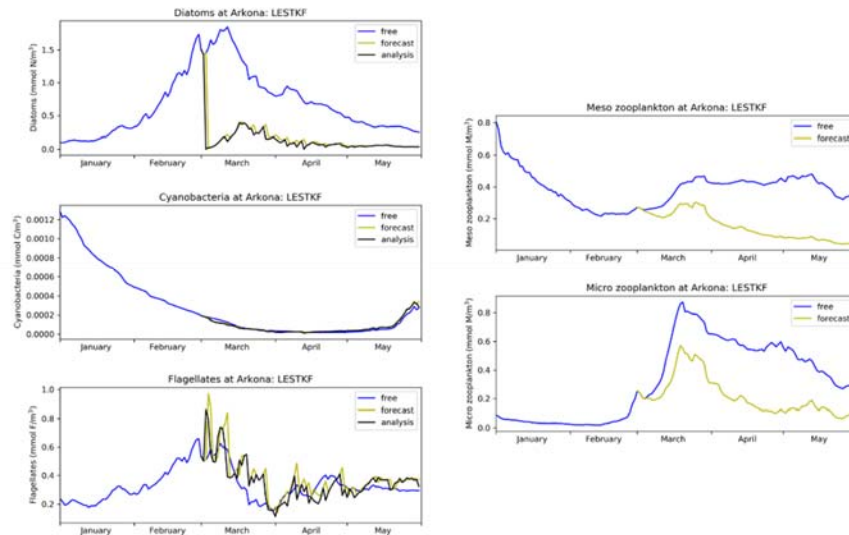 Diatoms at Arkona: LESTKF
Diatoms (mmol N/m³)
1.5
1.0
0.5
0.0
free
forecast
analysis
January February March April May
Cyanobacteria at Arkona: LESTKF
Cyanobacteria (mmol C/m³)
0.0012
0.0010
0.0008
0.0006
0.0004
0.0002
0.0000
free
forecast
analysis
January February March April May
Flagellates at Arkona: LESTKF
Flagellates (mmol F/m³)
1.0
0.8
0.6
0.4
0.2
free
forecast
analysis
January February March April May
Meso zooplankton at Arkona: LESTKF
Meso zooplankton (mmol M/m³)
0.8
0.6
0.4
0.2
free
forecast
January February March April May
Micro zooplankton at Arkona: LESTKF
Micro zooplankton (mmol M/m³)
0.8
0.6
0.4
0.2
0.0
free
forecast
January February March April May